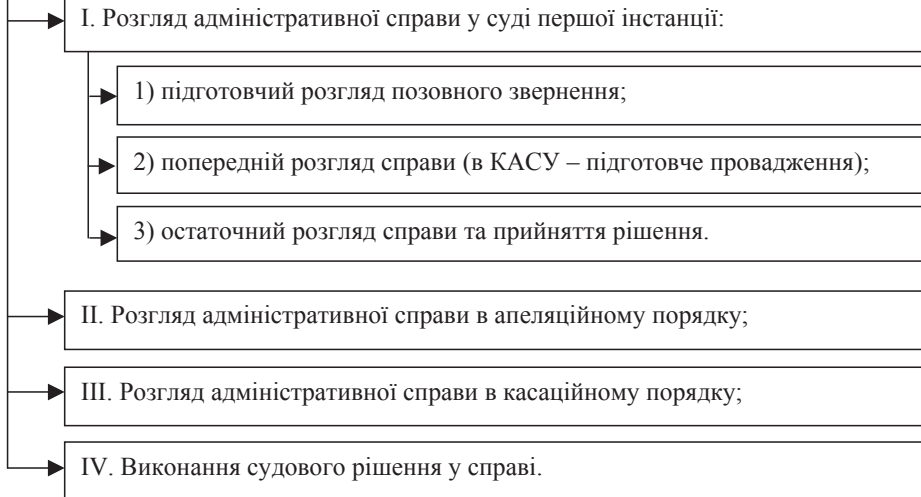 I. Розгляд адміністративної справи у суді першої інстанції:
1) підготовчий розгляд позовного звернення;
2) попередній розгляд справи (в КАСУ – підготовче провадження);
3) остаточний розгляд справи та прийняття рішення.
II. Розгляд адміністративної справи в апеляційному порядку;
III. Розгляд адміністративної справи в касаційному порядку;
IV. Виконання судового рішення у справі.